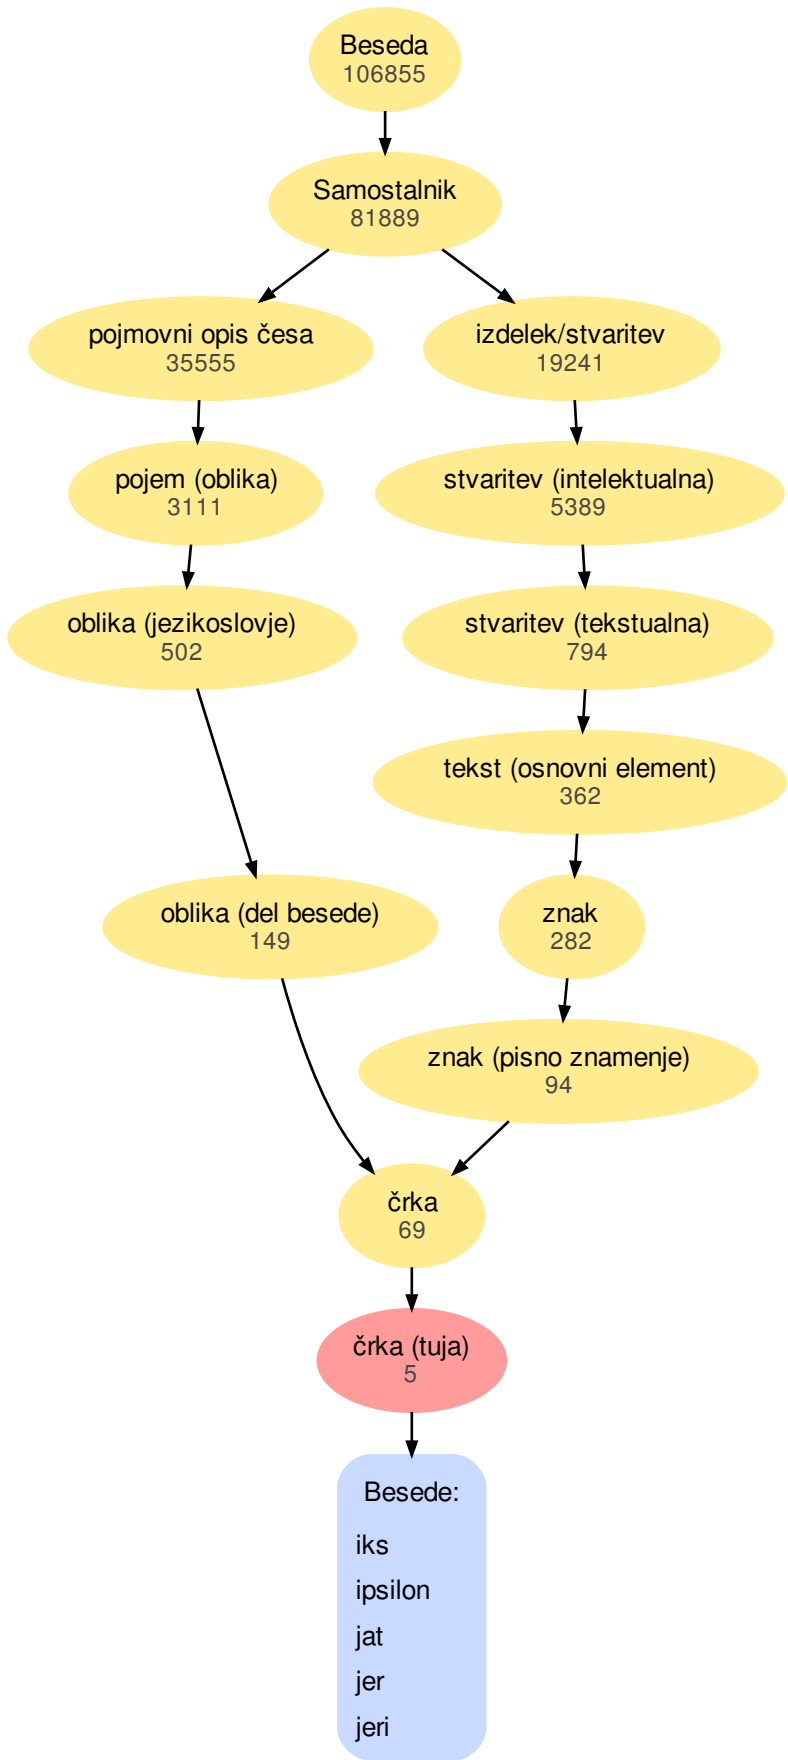 Beseda
106855
Samostalnik
81889
pojmovni opis česa
35555
izdelek/stvaritev
19241
pojem (oblika)
3111
stvaritev (intelektualna)
5389
oblika (jezikoslovje)
502
stvaritev (tekstualna)
794
tekst (osnovni element)
362
oblika (del besede)
149
znak
282
znak (pisno znamenje)
94
črka
69
črka (tuja)
5
Besede:
iks
ipsilon
jat
jer
jeri